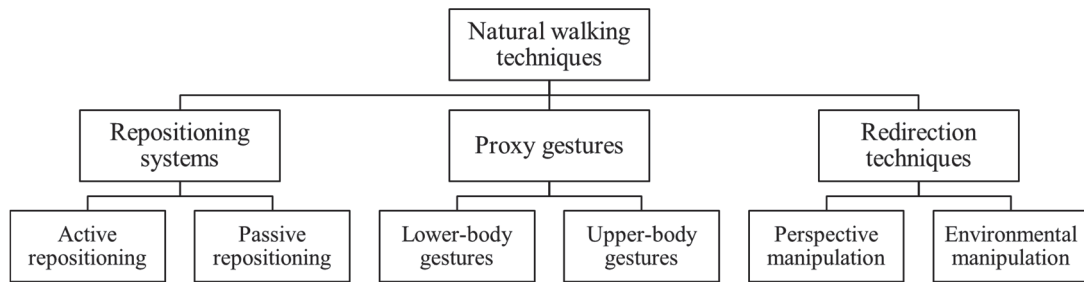 Natural walking
techniques
Repositioning
systems
Proxy gestures
Redirection
techniques
Active
repositioning
Passive
repositioning
Lower-body
gestures
Upper-body
gestures
Perspective
manipulation
Environmental
manipulation